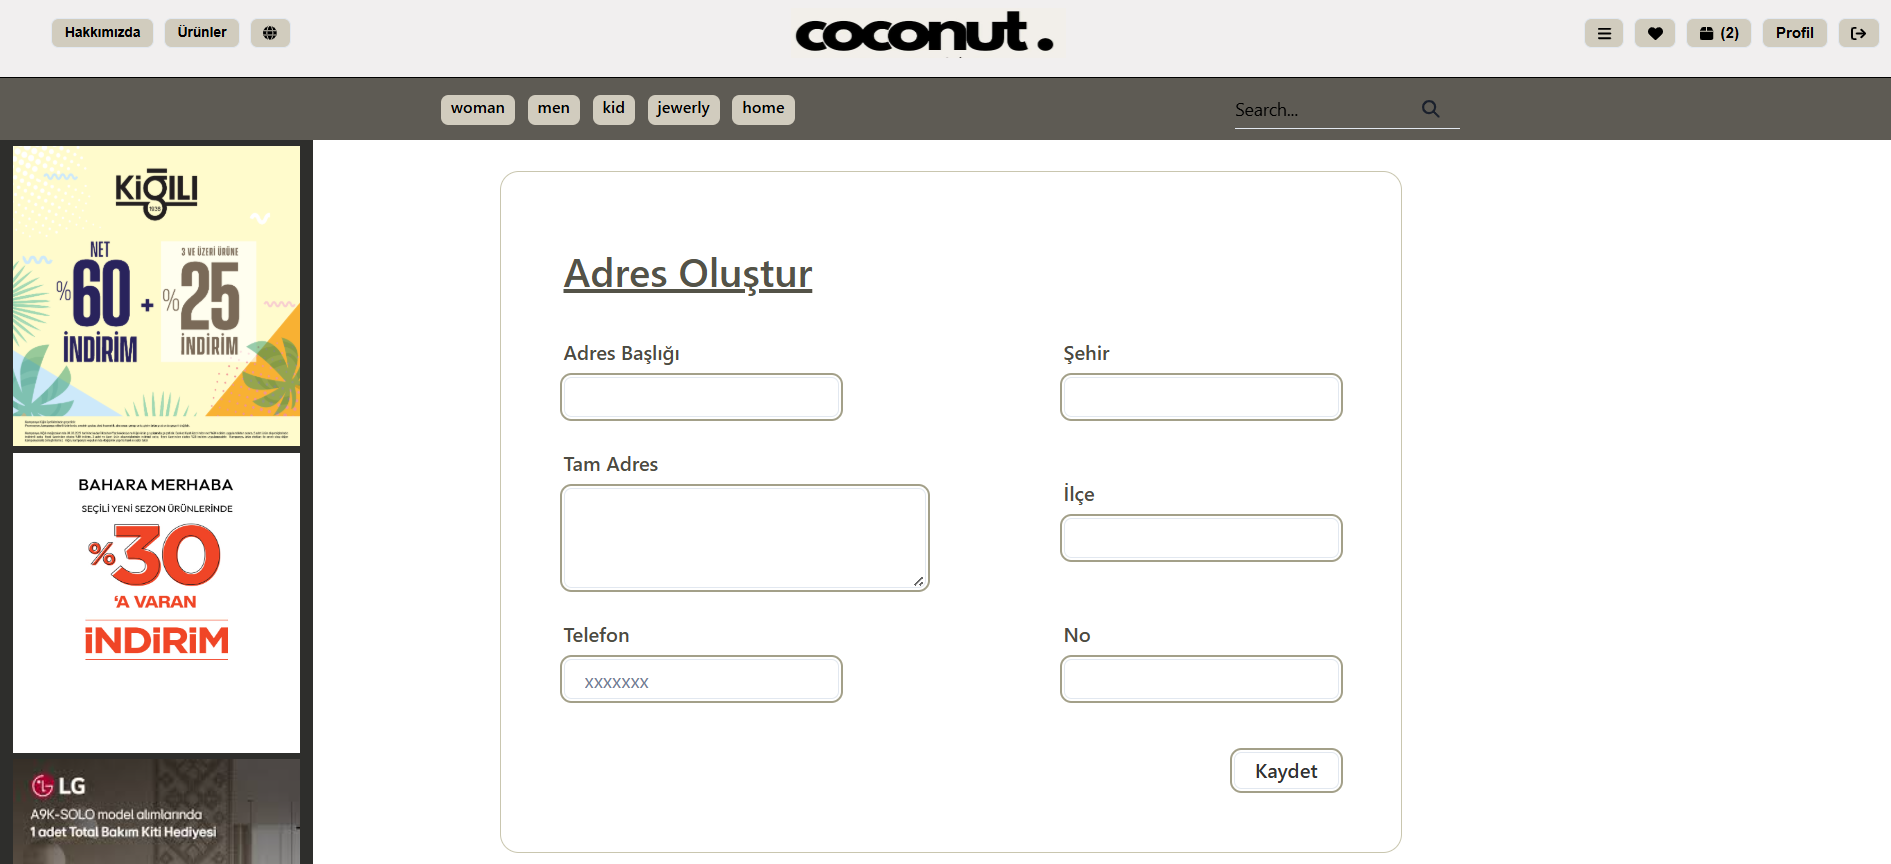 Hakkımızda
Ürünler
coconut.
(2)
Profil
woman
men
kid
jewerly
home
Search...
KİĞILI
1938
NET
%60
İNDİRİM
+
3 VE ÜZERİ ÜRÜNE
%25
İNDİRİM
BAHARA MERHABA
SEÇİLİ YENİ SEZON ÜRÜNLERİNDE
%30
'A VARAN
İNDİRİM
LG
A9K-SOLO model alımlarında
1 adet Total Bakım Kiti Hediyesi
Adres Oluştur
Adres Başlığı
Şehir
Tam Adres
İlçe
Telefon
No
xxxxxxx
Kaydet